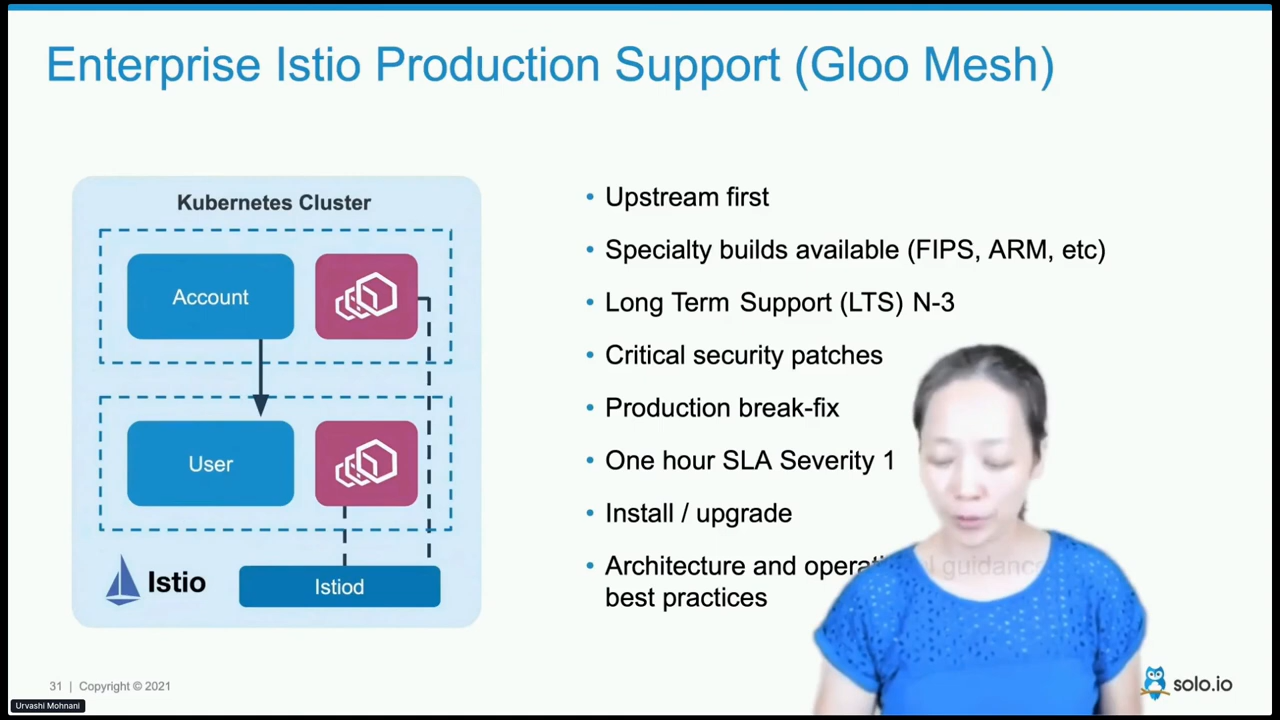 Enterprise Istio Production Support (Gloo Mesh)
Kubernetes Cluster
Account
User
Istio
Istiod
• Upstream first
• Specialty builds available (FIPS, ARM, etc)
• Long Term Support (LTS) N-3
• Critical security patches
• Production break-fix
• One hour SLA Severity 1
• Install / upgrade
• Architecture and operational guidance
best practices
31 | Copyright © 2021
Urvashi Mohnani
solo.io